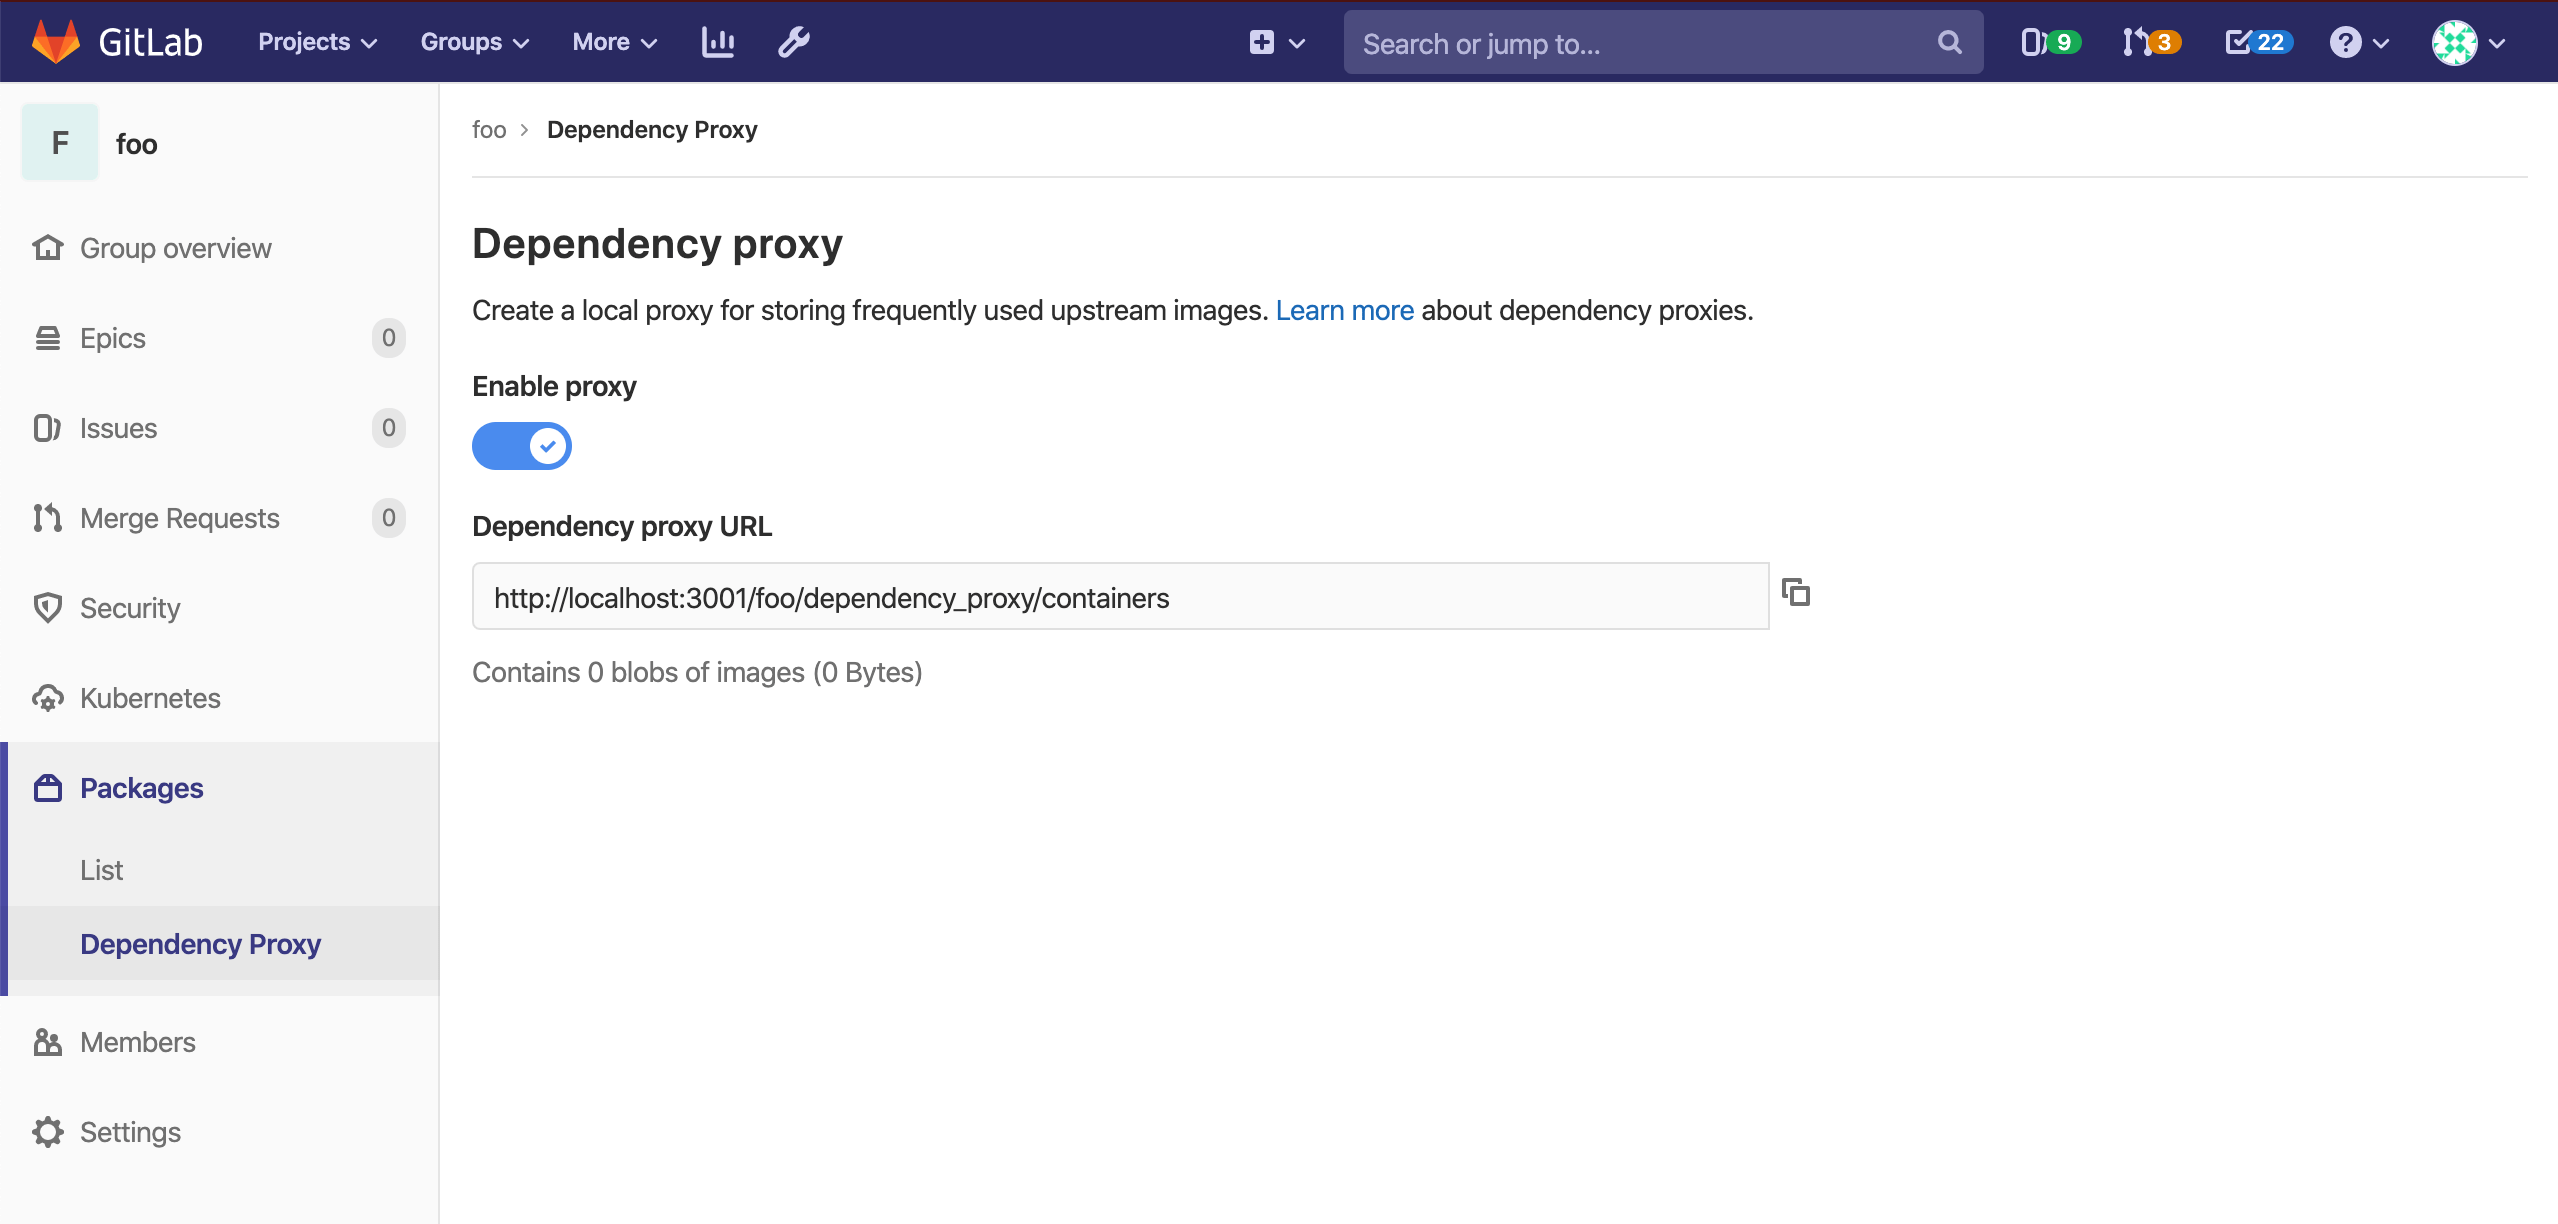 GitLab Projects Groups More Search or jump to... 9 3 22
F foo
Group overview
Epics 0
Issues 0
Merge Requests 0
Security
Kubernetes
Packages
List
Dependency Proxy
Members
Settings
foo > Dependency Proxy
Dependency proxy
Create a local proxy for storing frequently used upstream images. Learn more about dependency proxies.
Enable proxy
Dependency proxy URL
http://localhost:3001/foo/dependency_proxy/containers
Contains 0 blobs of images (0 Bytes)